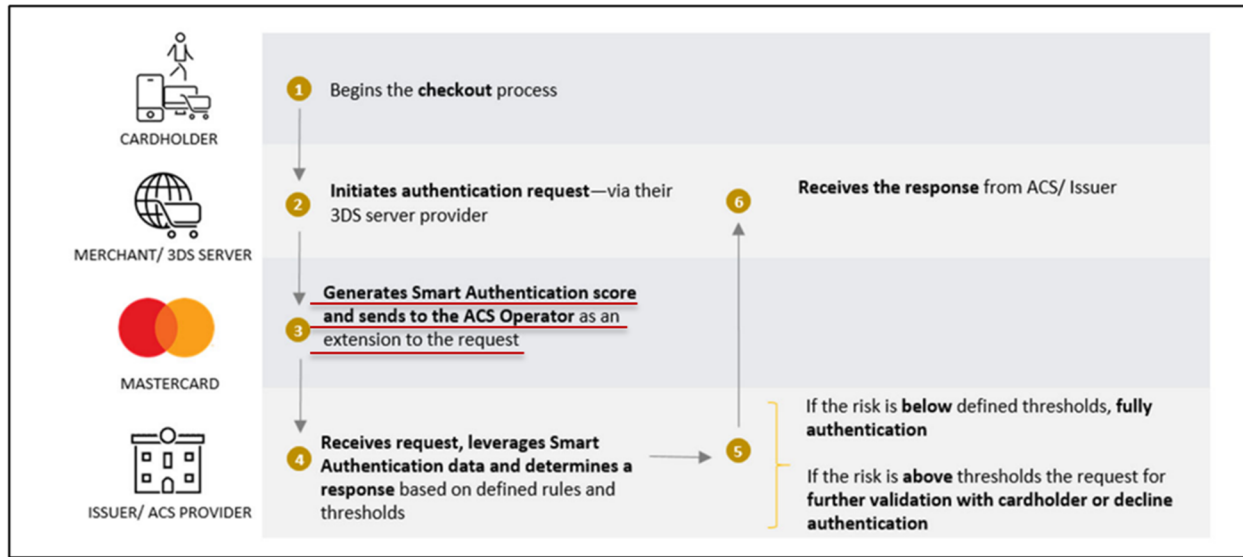 CARDHOLDER
1
Begins the checkout process
MERCHANT/ 3DS SERVER
2
Initiates authentication request—via their
3DS server provider
6
Receives the response from ACS/ Issuer
MASTERCARD
3
Generates Smart Authentication score
and sends to the ACS Operator as an
extension to the request
ISSUER/ ACS PROVIDER
4
Receives request, leverages Smart
Authentication data and determines a
response based on defined rules and
thresholds
5
If the risk is below defined thresholds, fully
authentication
If the risk is above thresholds the request for
further validation with cardholder or decline
authentication